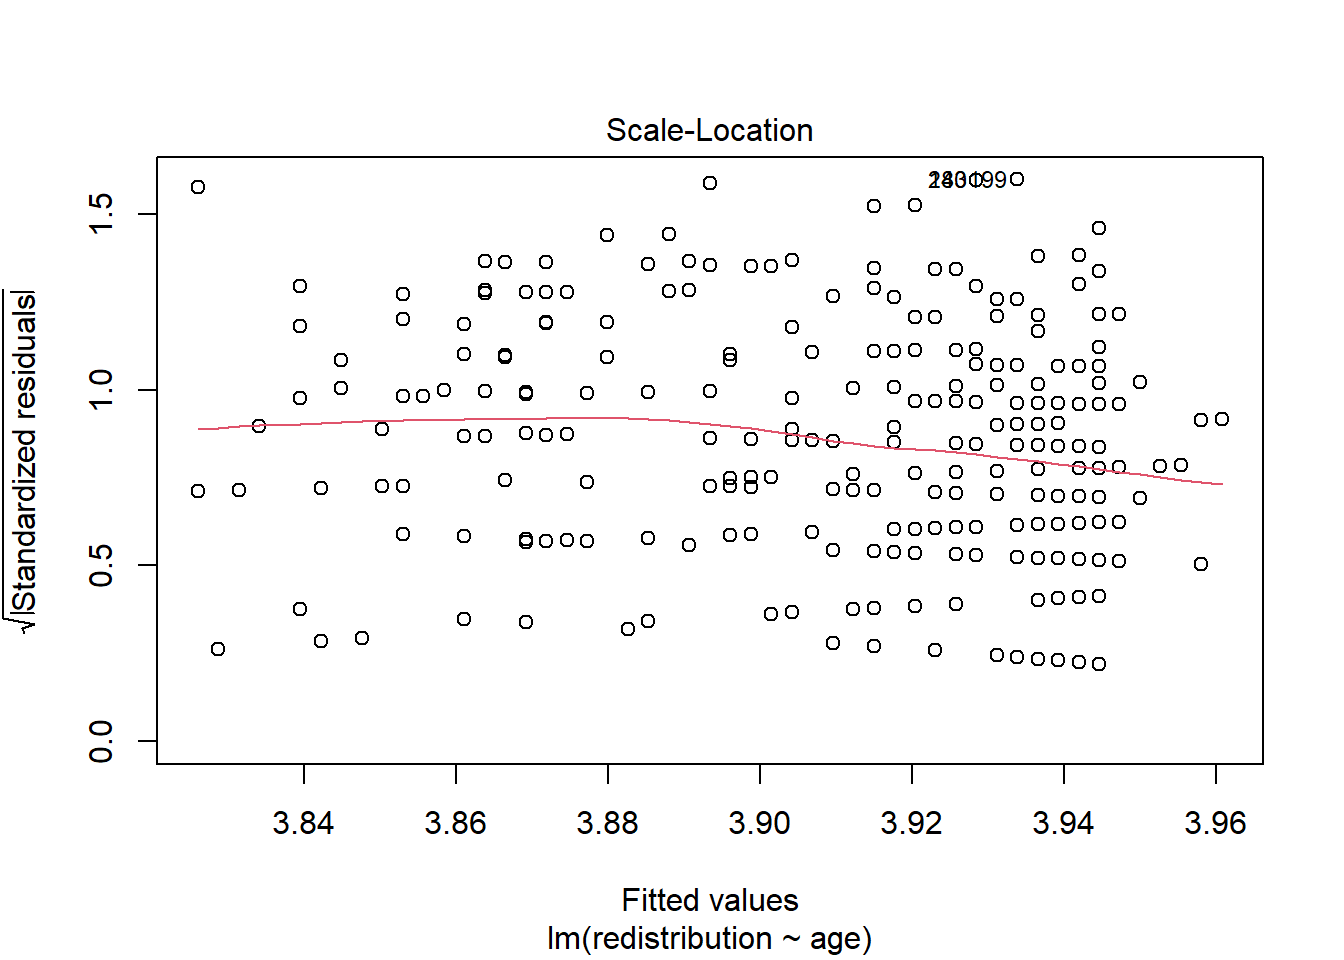 Scale-Location
√|Standardized residuals|
1.5
1.0
0.5
0.0
3.84 3.86 3.88 3.90 3.92 3.94 3.96
Fitted values
lm(redistribution ~ age)